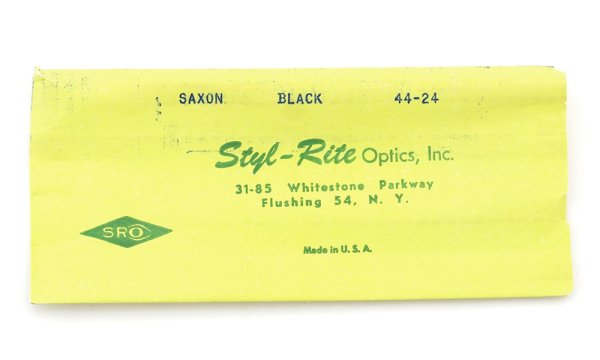 SAXON BLACK 44-24
Styl-Rite Optics, Inc.
31-85 Whitestone Parkway
Flushing 54, N. Y.
SRO
Made in U. S. A.